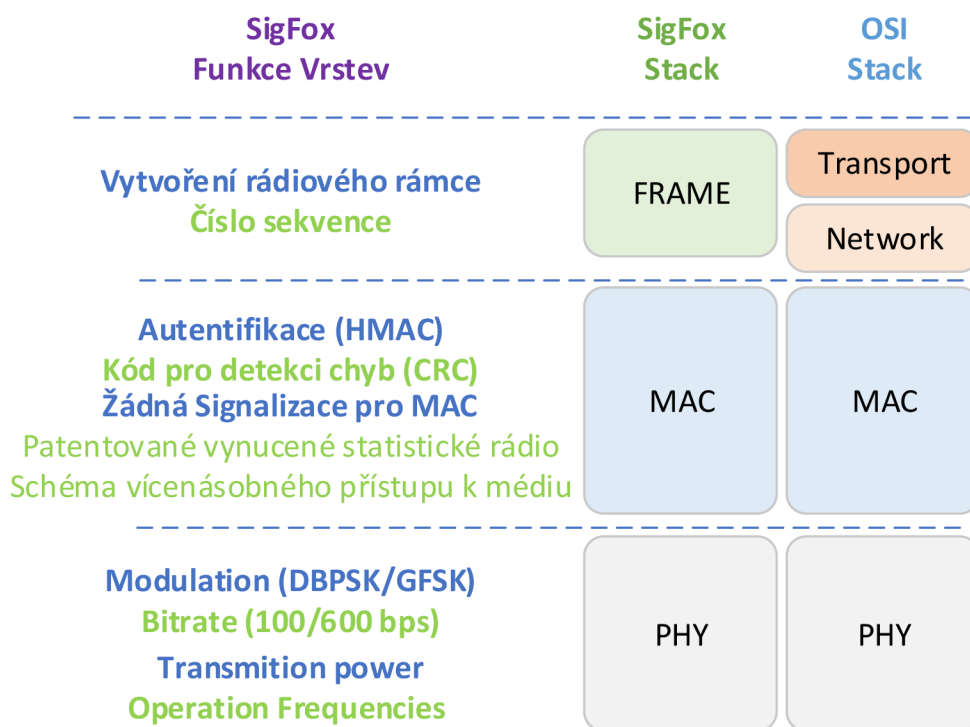 SigFox
Funkce Vrstev
SigFox
Stack
OSI
Stack
Vytvoření rádiového rámce
Číslo sekvence
FRAME
Transport
Network
Autentifikace (HMAC)
Kód pro detekci chyb (CRC)
Žádná Signalizace pro MAC
Patentované vynucené statistické rádio
Schéma vícenásobného přístupu k médiu
MAC
MAC
Modulation (DBPSK/GFSK)
Bitrate (100/600 bps)
Transmition power
Operation Frequencies
PHY
PHY